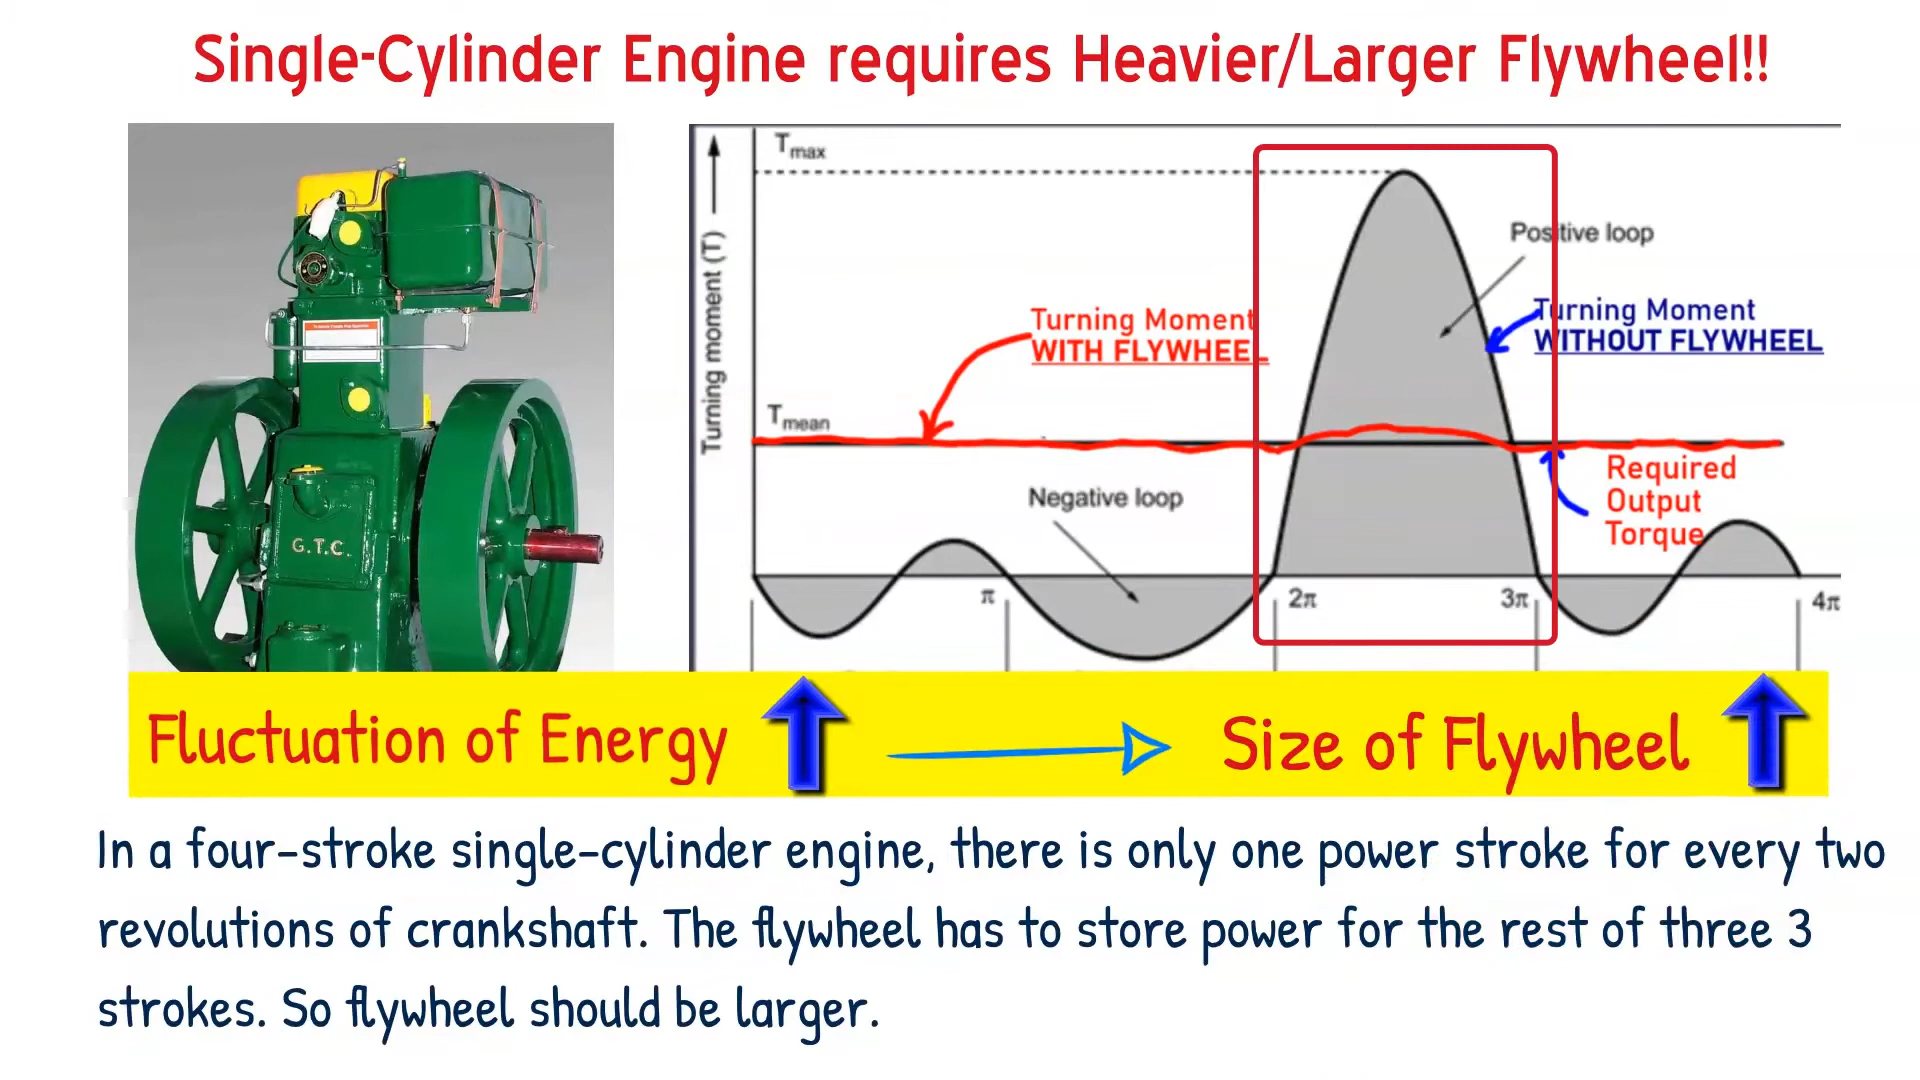 Single-Cylinder Engine requires Heavier/Larger Flywheel!!
T max
Turning moment (T)
Positive loop
Turning Moment
WITH FLYWHEEL
Turning Moment
WITHOUT FLYWHEEL
T mean
Required
Output
Torque
Negative loop
π
2π
3π
4π
G.T.C.
Fluctuation of Energy
Size of Flywheel
In a four-stroke single-cylinder engine, there is only one power stroke for every two
revolutions of crankshaft. The flywheel has to store power for the rest of three 3
strokes. So flywheel should be larger.